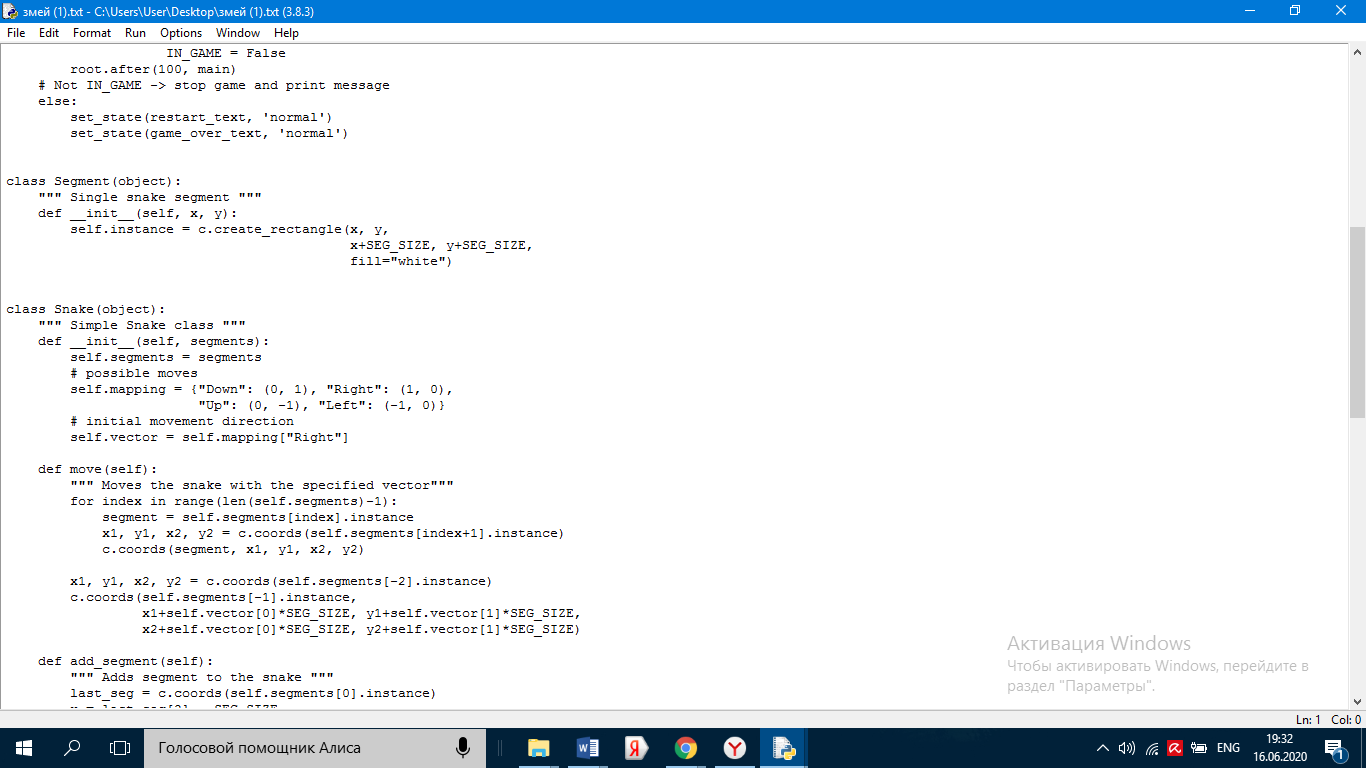 змей (1).txt - C:\Users\User\Desktop\змей (1).txt (3.8.3)
File Edit Format Run Options Window Help
                    IN_GAME = False
        root.after(100, main)
    # Not IN_GAME -> stop game and print message
    else:
        set_state(restart_text, 'normal')
        set_state(game_over_text, 'normal')
class Segment(object):
    """ Single snake segment """
    def __init__(self, x, y):
        self.instance = c.create_rectangle(x, y,
                                           x+SEG_SIZE, y+SEG_SIZE,
                                           fill="white")
class Snake(object):
    """ Simple Snake class """
    def __init__(self, segments):
        self.segments = segments
        # possible moves
        self.mapping = {"Down": (0, 1), "Right": (1, 0),
                        "Up": (0, -1), "Left": (-1, 0)}
        # initial movement direction
        self.vector = self.mapping["Right"]
    def move(self):
        """ Moves the snake with the specified vector"""
        for index in range(len(self.segments)-1):
            segment = self.segments[index].instance
            x1, y1, x2, y2 = c.coords(self.segments[index+1].instance)
            c.coords(segment, x1, y1, x2, y2)
        x1, y1, x2, y2 = c.coords(self.segments[-2].instance)
        c.coords(self.segments[-1].instance,
                 x1+self.vector[0]*SEG_SIZE, y1+self.vector[1]*SEG_SIZE,
                 x2+self.vector[0]*SEG_SIZE, y2+self.vector[1]*SEG_SIZE)
    def add_segment(self):
        """ Adds segment to the snake """
        last_seg = c.coords(self.segments[0].instance)
Активация Windows
Чтобы активировать Windows, перейдите в
раздел "Параметры".
Ln: 1 Col: 0
Голосовой помощник Алиса
ENG
19:32
16.06.2020
1